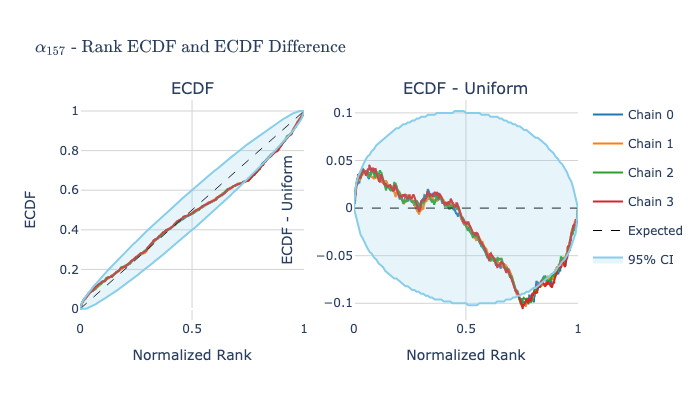 α₁₅₇ - Rank ECDF and ECDF Difference
ECDF
ECDF
1
0.8
0.6
0.4
0.2
0
0
0.5
1
Normalized Rank
ECDF - Uniform
ECDF - Uniform
0.1
0.05
0
−0.05
−0.1
0
0.5
1
Normalized Rank
Chain 0
Chain 1
Chain 2
Chain 3
Expected
95% CI